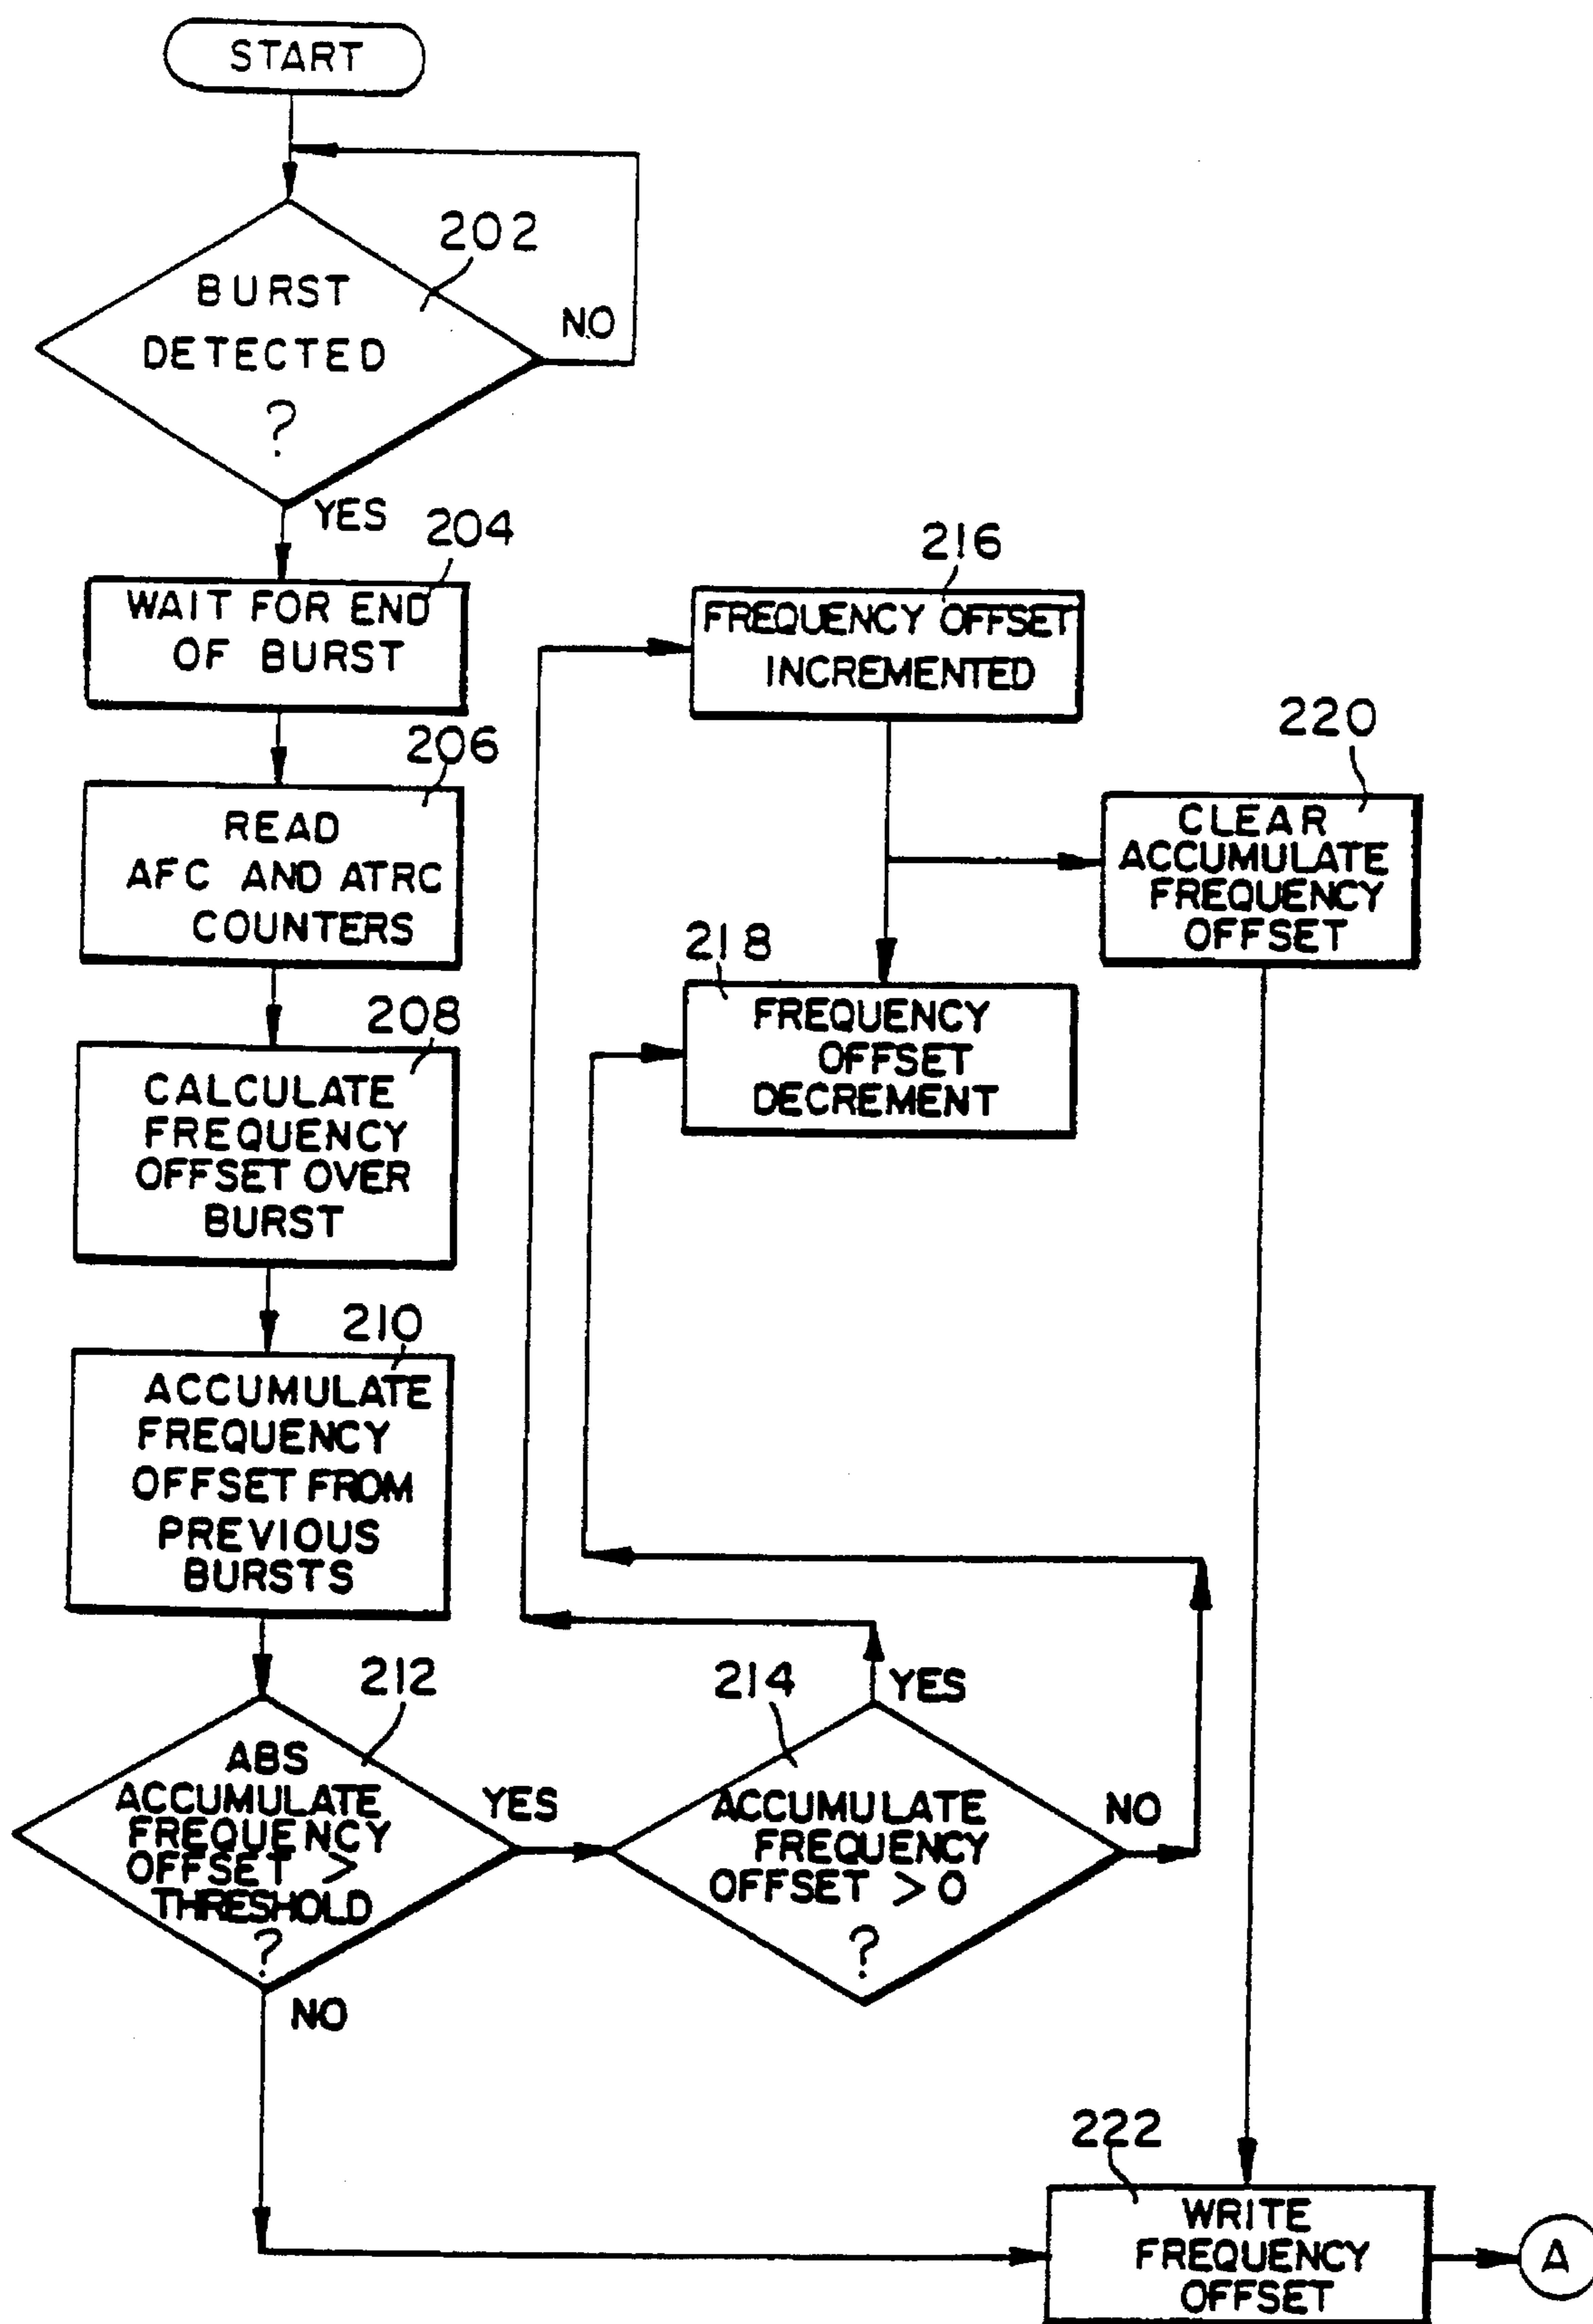 START
202
BURST
DETECTED
?
NO
YES
204
WAIT FOR END
OF BURST
206
READ
AFC AND ATRC
COUNTERS
208
CALCULATE
FREQUENCY
OFFSET OVER
BURST
210
ACCUMULATE
FREQUENCY
OFFSET FROM
PREVIOUS
BURSTS
212
ABS
ACCUMULATE
FREQUENCY
OFFSET >
THRESHOLD
?
YES
NO
214
ACCUMULATE
FREQUENCY
OFFSET > 0
?
YES
NO
216
FREQUENCY OFFSET
INCREMENTED
218
FREQUENCY
OFFSET
DECREMENT
220
CLEAR
ACCUMULATE
FREQUENCY
OFFSET
222
WRITE
FREQUENCY
OFFSET
A